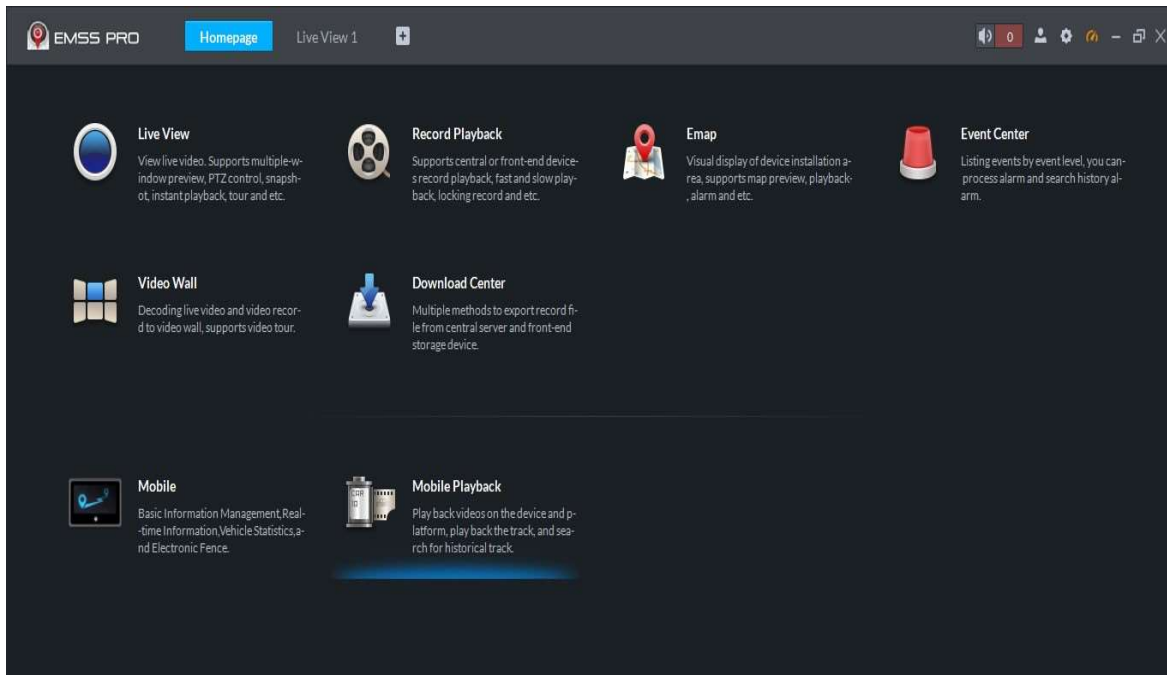 EMSS PRO
Homepage
Live View 1
0
Live View
View live video. Supports multiple-w-
indow preview, PTZ control, snapsh-
ot, instant playback, tour and etc.
Record Playback
Supports central or front-end device-
s record playback, fast and slow play-
back, locking record and etc.
Emap
Visual display of device installation a-
rea, supports map preview, playback-
, alarm and etc.
Event Center
Listing events by event level, you can-
process alarm and search history al-
arm.
Video Wall
Decoding live video and video recor-
d to video wall, supports video tour.
Download Center
Multiple methods to export record fi-
le from central server and front-end
storage device.
Mobile
Basic Information Management,Real-
-time Information,Vehicle Statistics,a-
nd Electronic Fence.
CAR
10
Mobile Playback
Play back videos on the device and p-
latform, play back the track, and sea-
rch for historical track.